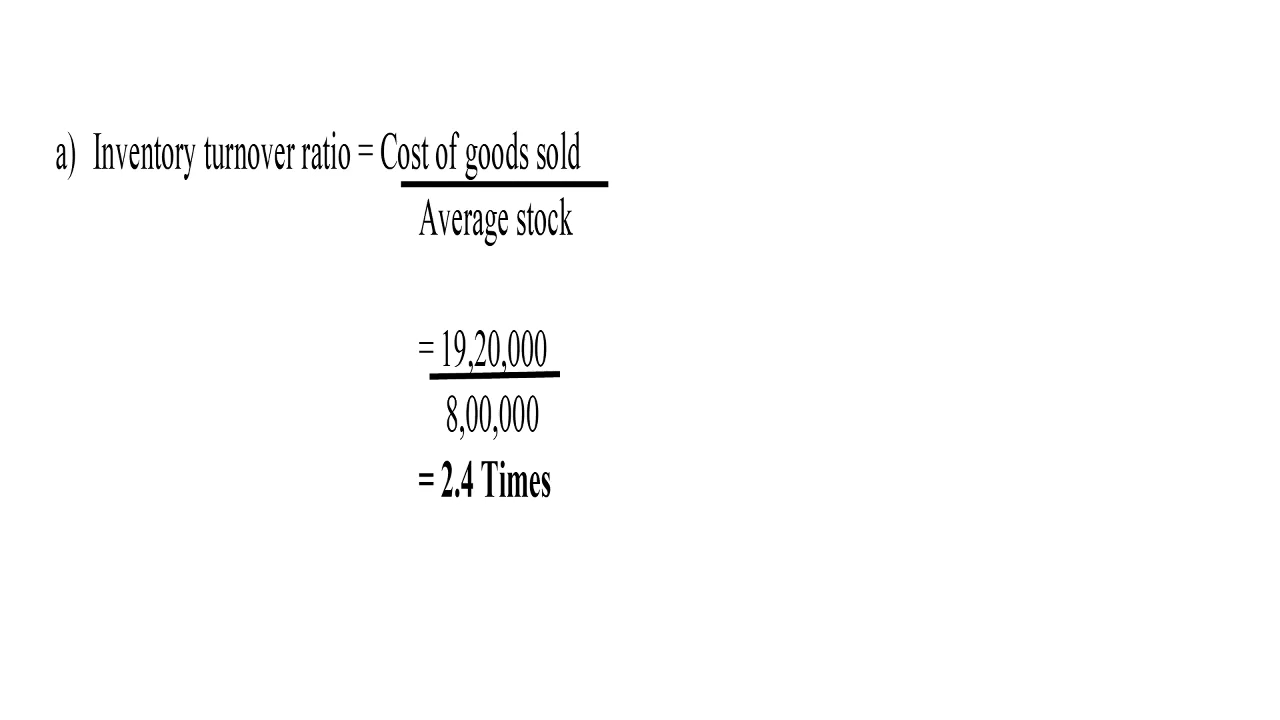 a) Inventory turnover ratio = Cost of goods sold
Average stock
= 19,20,000
8,00,000
= 2.4 Times